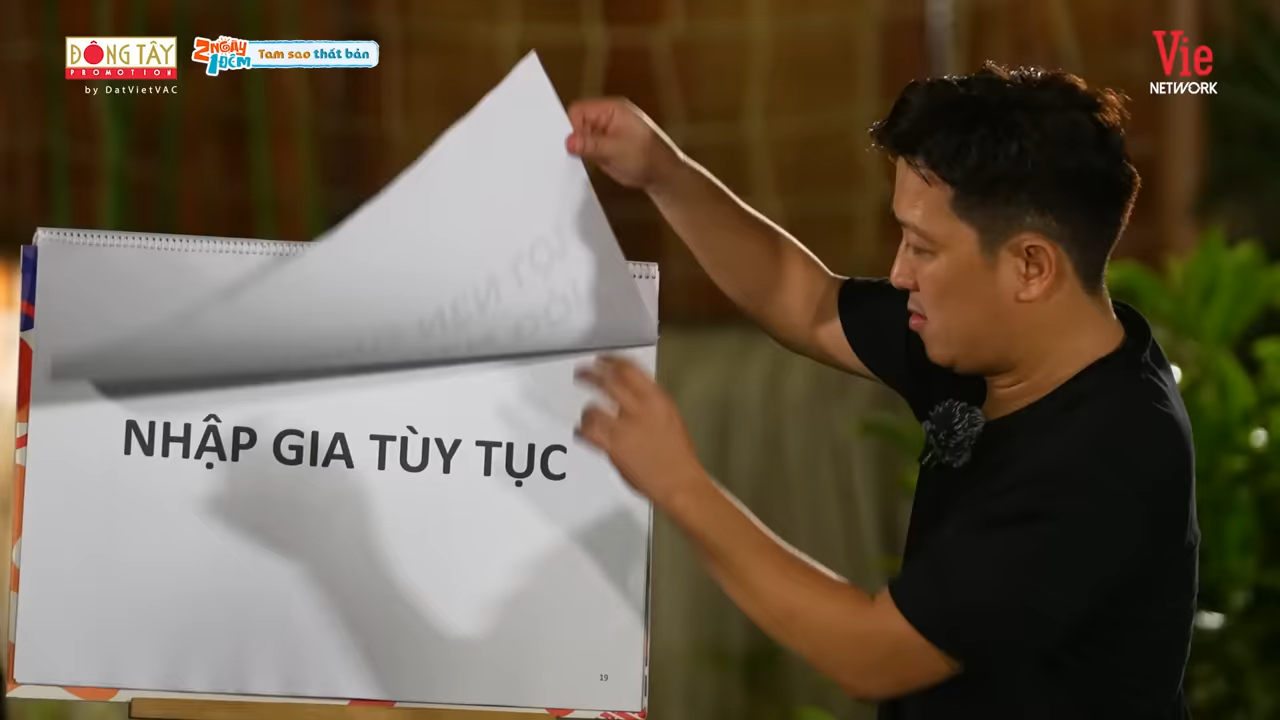 ĐÔNG TÂY
PROMOTION
by DatVietVAC
2 NGÀY 1 ĐÊM
Tam sao thất bản
Vie
NETWORK
NHẬP GIA TÙY TỤC
19